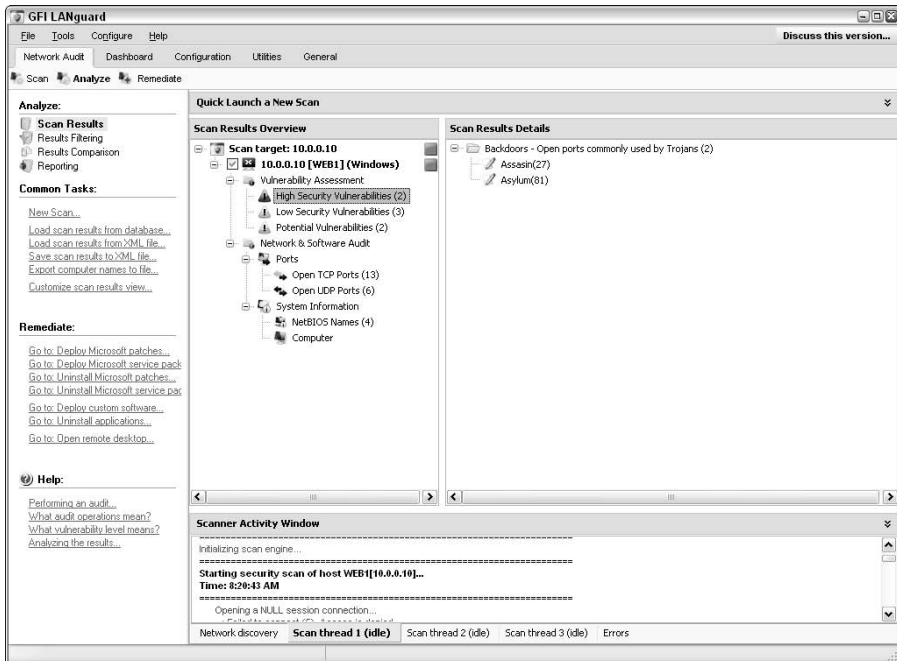 GFI LANguard
File Tools Configure Help
Discuss this version...
Network Audit Dashboard Configuration Utilities General
Scan Analyze Remediate
Analyze:
Scan Results
Results Filtering
Results Comparison
Reporting
Common Tasks:
New Scan...
Load scan results from database...
Load scan results from XML file...
Save scan results to XML file...
Export computer names to file...
Customize scan results view...
Remediate:
Go to: Deploy Microsoft patches...
Go to: Deploy Microsoft service pack
Go to: Uninstall Microsoft patches...
Go to: Uninstall Microsoft service pac
Go to: Deploy custom software...
Go to: Uninstall applications...
Go to: Open remote desktop...
Help:
Performing an audit...
What audit operations mean?
What vulnerability level means?
Analyzing the results...
Quick Launch a New Scan
Scan Results Overview
Scan target: 10.0.0.10
10.0.0.10 [WEB1] (Windows)
Vulnerability Assessment
High Security Vulnerabilities (2)
Low Security Vulnerabilities (3)
Potential Vulnerabilities (2)
Network & Software Audit
Ports
Open TCP Ports (13)
Open UDP Ports (6)
System Information
NetBIOS Names (4)
Computer
Scan Results Details
Backdoors - Open ports commonly used by Trojans (2)
Assasin(27)
Asylum(81)
Scanner Activity Window
Initializing scan engine...
Starting security scan of host WEB1[10.0.0.10]...
Time: 8:20:43 AM
Opening a NULL session connection...
Network discovery Scan thread 1 (idle) Scan thread 2 (idle) Scan thread 3 (idle) Errors